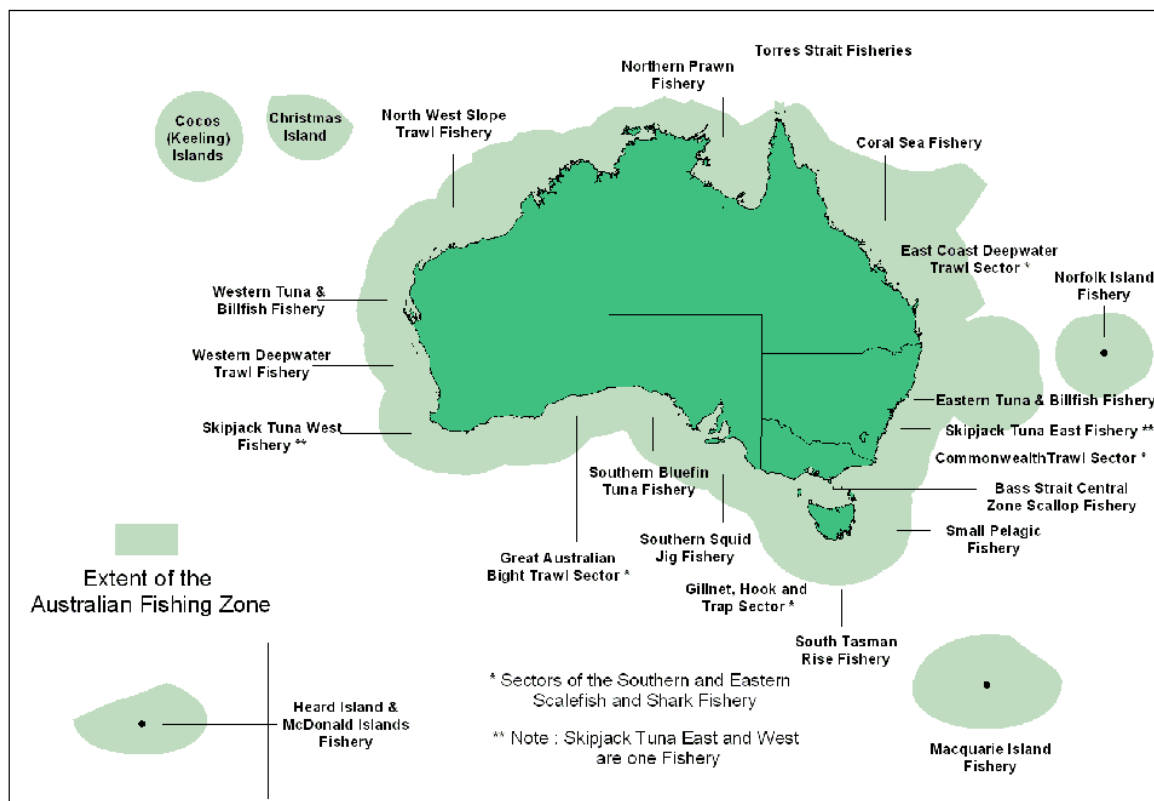 Torres Strait Fisheries
Northern Prawn
Fishery
Cocos
(Keeling)
Islands
Christmas
Island
North West Slope
Trawl Fishery
Coral Sea Fishery
East Coast Deepwater
Trawl Sector *
Norfolk Island
Fishery
Western Tuna &
Billfish Fishery
Western Deepwater
Trawl Fishery
Skipjack Tuna West
Fishery **
Eastern Tuna & Billfish Fishery
Skipjack Tuna East Fishery **
CommonwealthTrawl Sector *
Southern Bluefin
Tuna Fishery
Bass Strait Central
Zone Scallop Fishery
Small Pelagic
Fishery
Southern Squid
Jig Fishery
Great Australian
Bight Trawl Sector *
Gillnet, Hook and
Trap Sector *
South Tasman
Rise Fishery
Extent of the
Australian Fishing Zone
Heard Island &
McDonald Islands
Fishery
* Sectors of the Southern and Eastern
Scalefish and Shark Fishery
** Note : Skipjack Tuna East and West
are one Fishery
Macquarie Island
Fishery